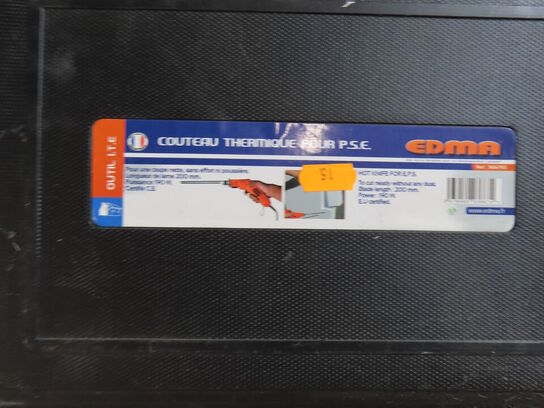 OUTIL I.T.E
COUTEAU THERMIQUE POUR P.S.E.
Pour une coupe nette, sans effort ni poussière.
Longueur de lame: 200 mm.
Puissance: 190 W.
Certifié C.E.
15
EDMA
HOT KNIFE FOR E.P.S.
To cut neatly without any dust.
Blade length: 200 mm.
Power: 190 W.
E.U certified.
www.edma.fr